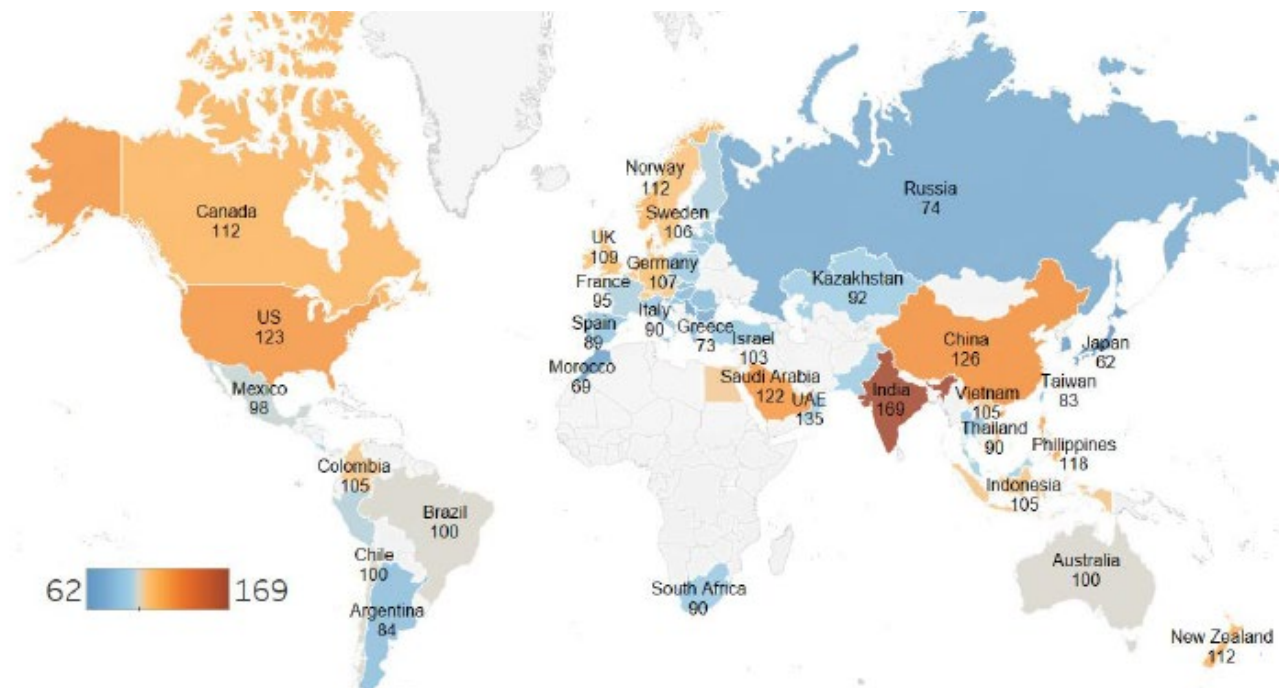 Norway
112
Russia
74
Canada
112
Sweden
106
UK
109
Germany
107
Kazakhstan
92
France
95
Italy
90
US
123
Spain
89
Greece
73
Israel
103
China
126
Japan
62
Morocco
69
Saudi Arabia
122
UAE
135
India
169
Vietnam
105
Taiwan
83
Mexico
98
Thailand
90
Philippines
118
Colombia
105
Indonesia
105
Brazil
100
Chile
100
Australia
100
62
169
South Africa
90
Argentina
84
New Zealand
112